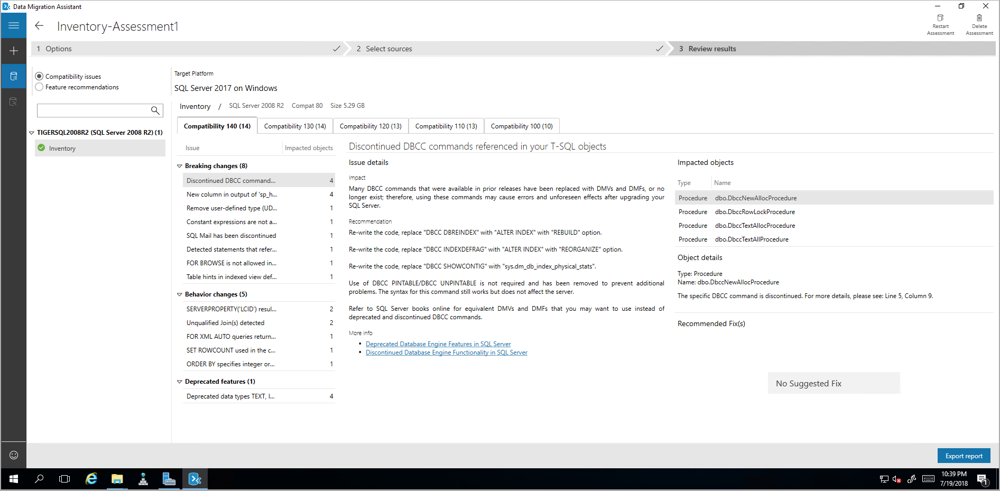 Data Migration Assistant
Inventory-Assessment1
Restart
Assessment
Delete
Assessment
1 Options
2 Select sources
3 Review results
Compatibility issues
Feature recommendations
TIGERSQL2008R2 (SQL Server 2008 R2) (1)
Inventory
Target Platform
SQL Server 2017 on Windows
Inventory / SQL Server 2008 R2 Compat 80 Size 5.29 GB
Compatibility 140 (14)
Compatibility 130 (14)
Compatibility 120 (13)
Compatibility 110 (13)
Compatibility 100 (10)
Issue Impacted objects
Breaking changes (8)
Discontinued DBCC command... 4
New column in output of 'sp_h... 4
Remove user-defined type (UD... 1
Constant expressions are not a... 1
SQL Mail has been discontinued 1
Detected statements that refer... 1
FOR BROWSE is not allowed in... 1
Table hints in indexed view def... 1
Behavior changes (5)
SERVERPROPERTY('LCID') resul... 2
Unqualified Join(s) detected 2
FOR XML AUTO queries return... 1
SET ROWCOUNT used in the c... 1
ORDER BY specifies integer or... 1
Deprecated features (1)
Deprecated data types TEXT, I... 4
Discontinued DBCC commands referenced in your T-SQL objects
Issue details
Impact
Many DBCC commands that were available in prior releases have been replaced with DMVs and DMFs, or no
longer exist; therefore, using these commands may cause errors and unforeseen effects after upgrading your
SQL Server.
Recommendation
Re-write the code, replace "DBCC DBREINDEX" with "ALTER INDEX" with "REBUILD" option.
Re-write the code, replace "DBCC INDEXDEFRAG" with "ALTER INDEX" with "REORGANIZE" option.
Re-write the code, replace "DBCC SHOWCONTIG" with "sys.dm_db_index_physical_stats".
Use of DBCC PINTABLE/DBCC UNPINTABLE is not required and has been removed to prevent additional
problems. The syntax for this command still works but does not affect the server.
Refer to SQL Server books online for equivalent DMVs and DMFs that you may want to use instead of
deprecated and discontinued DBCC commands.
More info
• Deprecated Database Engine Features in SQL Server
• Discontinued Database Engine Functionality in SQL Server
Impacted objects
Type Name
Procedure dbo.DbccNewAllocProcedure
Procedure dbo.DbccRowLockProcedure
Procedure dbo.DbccTextAllocProcedure
Procedure dbo.DbccTextAllProcedure
Object details
Type: Procedure
Name: dbo.DbccNewAllocProcedure
The specific DBCC command is discontinued. For more details, please see: Line 5, Column 9.
Recommended Fix(s)
No Suggested Fix
Export report
10:39 PM
7/19/2018
1